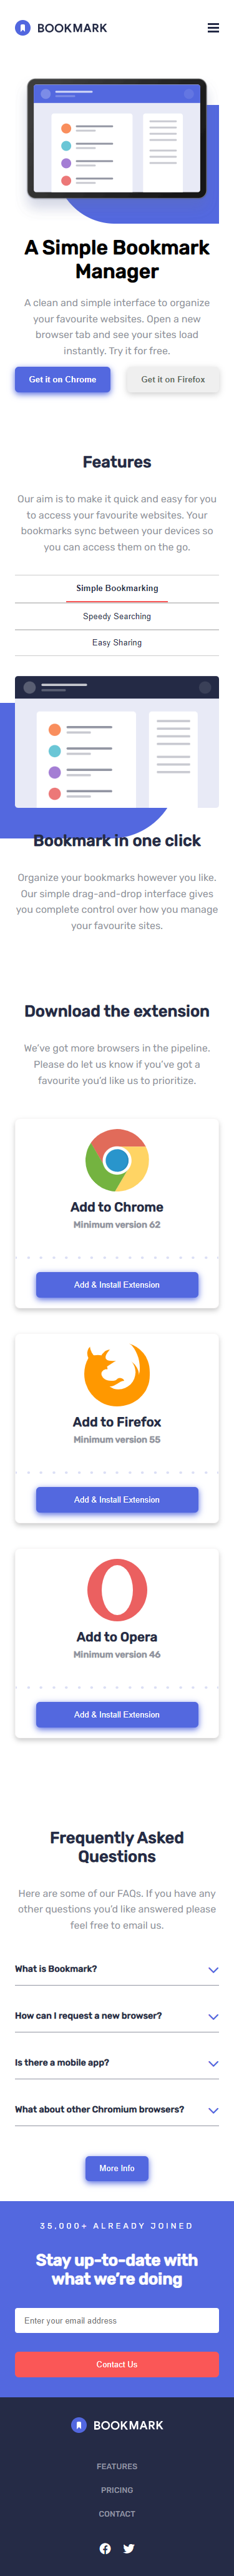 BOOKMARK
A Simple Bookmark
Manager
A clean and simple interface to organize
your favourite websites. Open a new
browser tab and see your sites load
instantly. Try it for free.
Get it on Chrome
Get it on Firefox
Features
Our aim is to make it quick and easy for you
to access your favourite websites. Your
bookmarks sync between your devices so
you can access them on the go.
Simple Bookmarking
Speedy Searching
Easy Sharing
Bookmark in one click
Organize your bookmarks however you like.
Our simple drag-and-drop interface gives
you complete control over how you manage
your favourite sites.
Download the extension
We've got more browsers in the pipeline.
Please do let us know if you've got a
favourite you'd like us to prioritize.
Add to Chrome
Minimum version 62
Add & Install Extension
Add to Firefox
Minimum version 55
Add & Install Extension
Add to Opera
Minimum version 46
Add & Install Extension
Frequently Asked
Questions
Here are some of our FAQs. If you have any
other questions you'd like answered please
feel free to email us.
What is Bookmark?
How can I request a new browser?
Is there a mobile app?
What about other Chromium browsers?
More Info
35,000+ ALREADY JOINED
Stay up-to-date with
what we're doing
Enter your email address
Contact Us
BOOKMARK
FEATURES
PRICING
CONTACT